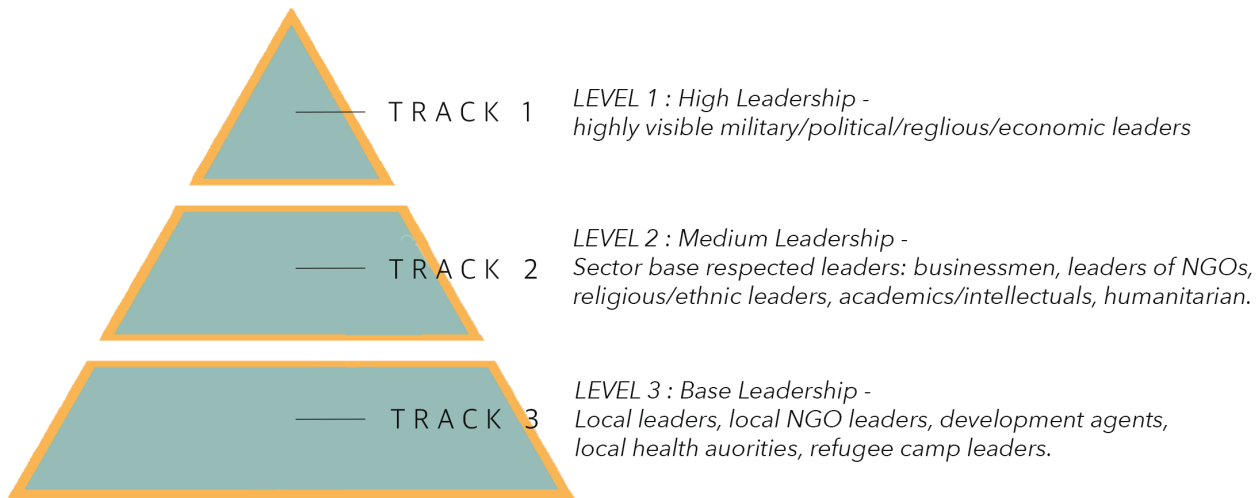 TRACK 1
LEVEL 1 : High Leadership -
highly visible military/political/reglious/economic leaders
TRACK 2
LEVEL 2 : Medium Leadership -
Sector base respected leaders: businessmen, leaders of NGOs,
religious/ethnic leaders, academics/intellectuals, humanitarian.
TRACK 3
LEVEL 3 : Base Leadership -
Local leaders, local NGO leaders, development agents,
local health auorities, refugee camp leaders.